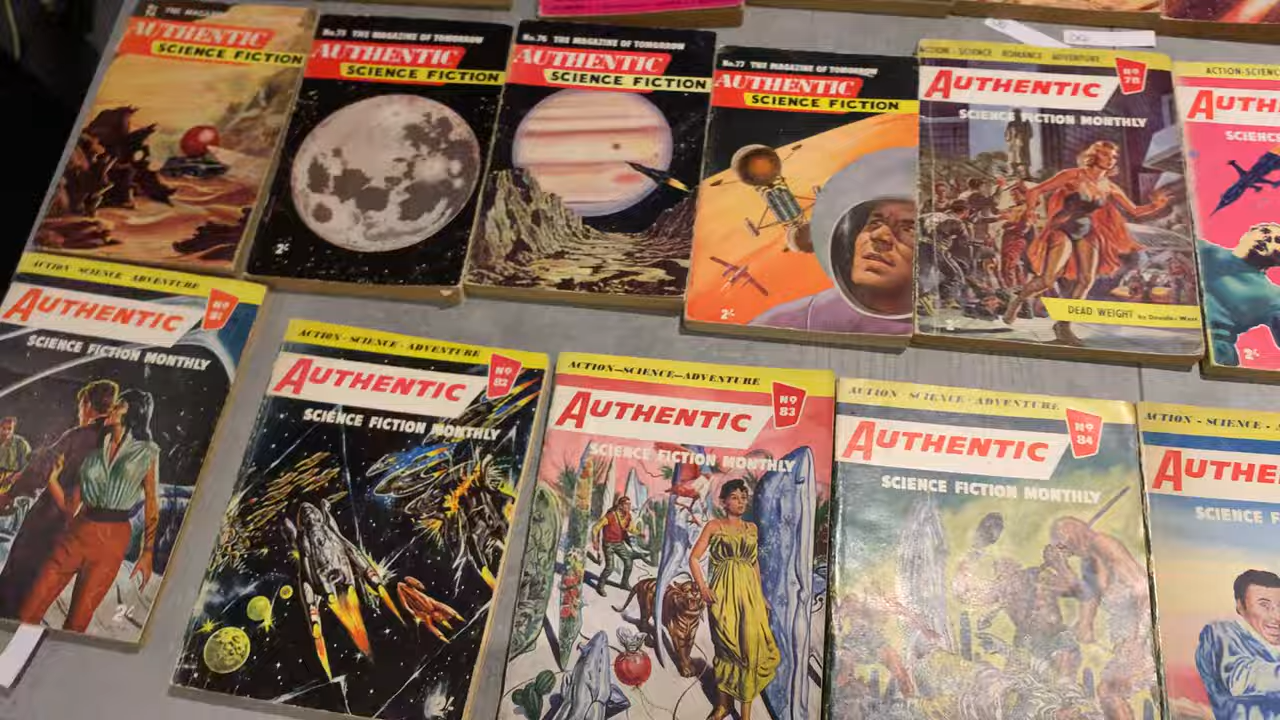 THE MAGAZINE
AUTHENTIC
SCIENCE FICTION
No.75 THE MAGAZINE OF TOMORROW
AUTHENTIC
SCIENCE FICTION
2/-
No.76 THE MAGAZINE OF TOMORROW
AUTHENTIC
SCIENCE FICTION
No.77 THE MAGAZINE OF TOMORROW
AUTHENTIC
SCIENCE FICTION
2/-
ACTION - SCIENCE ROMANCE ADVENTURE
AUTHENTIC
No. 78
SCIENCE FICTION MONTHLY
DEAD WEIGHT by Douglas West
2/-
ACTION-SCIENC
AUTH
SCIENCE
2/-
ACTION - SCIENCE - ADVENTURE
AUTHENTIC
No. 81
SCIENCE FICTION MONTHLY
2/-
ACTION - SCIENCE - ADVENTURE
AUTHENTIC
No. 82
SCIENCE FICTION MONTHLY
2/-
ACTION—SCIENCE—ADVENTURE
AUTHENTIC
No. 83
SCIENCE FICTION MONTHLY
ACTION - SCIENCE - ADVENTURE
AUTHENTIC
No. 84
SCIENCE FICTION MONTHLY
ACTION - SCIENCE - A
AUTHE
SCIENCE F